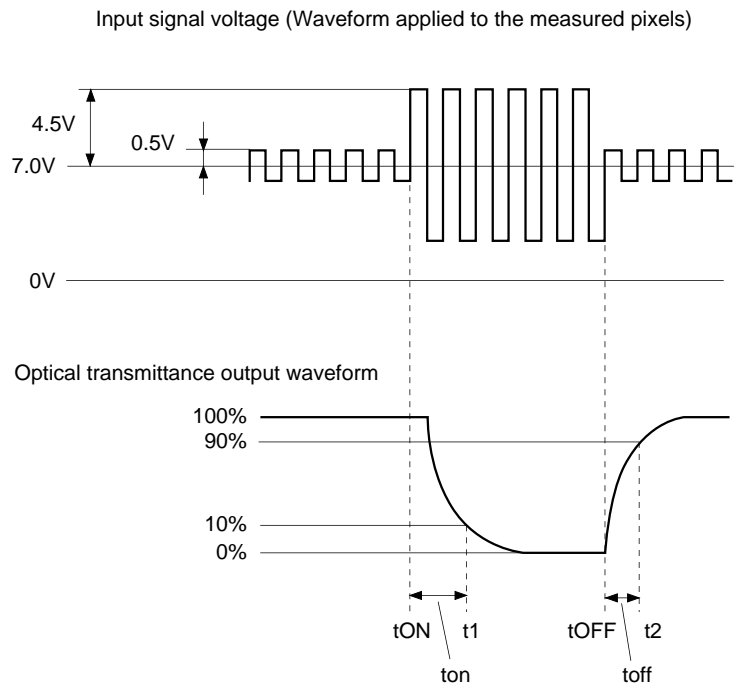 Input signal voltage (Waveform applied to the measured pixels)
4.5V
0.5V
7.0V
0V
Optical transmittance output waveform
100%
90%
10%
0%
tON t1 tOFF t2
ton toff